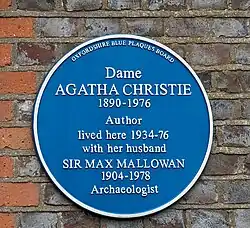 OXFORDSHIRE BLUE PLAQUES BOARD
Dame
AGATHA CHRISTIE
1890-1976
Author
lived here 1934-76
with her husband
SIR MAX MALLOWAN
1904-1978
Archaeologist